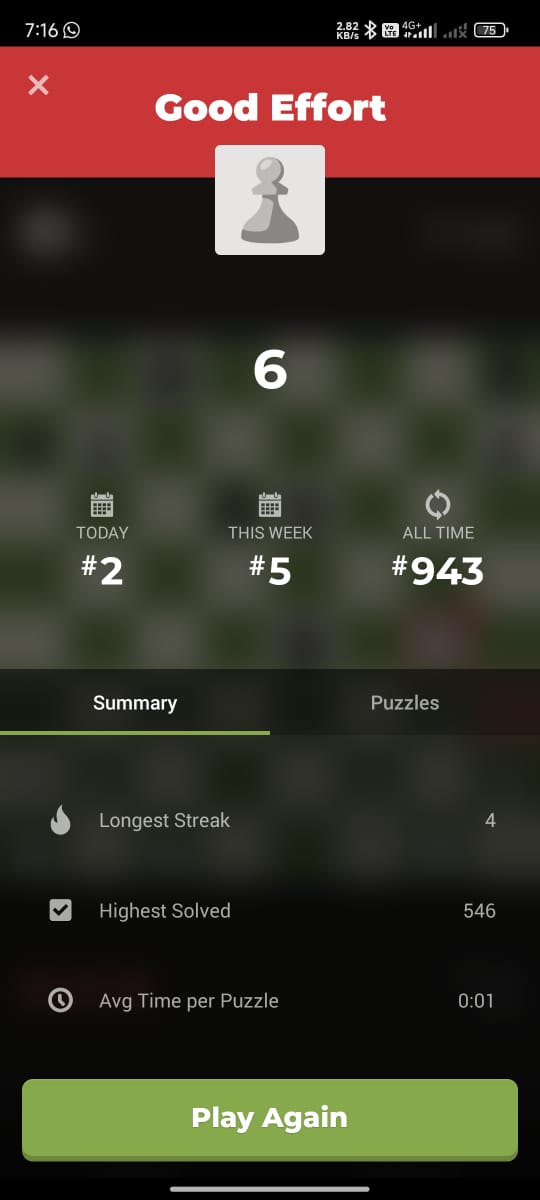 7:16 2.82 KB/s Vo LTE 4G+ 75
Good Effort
6
TODAY THIS WEEK ALL TIME
#2 #5 #943
Summary Puzzles
Longest Streak 4
Highest Solved 546
Avg Time per Puzzle 0:01
Play Again